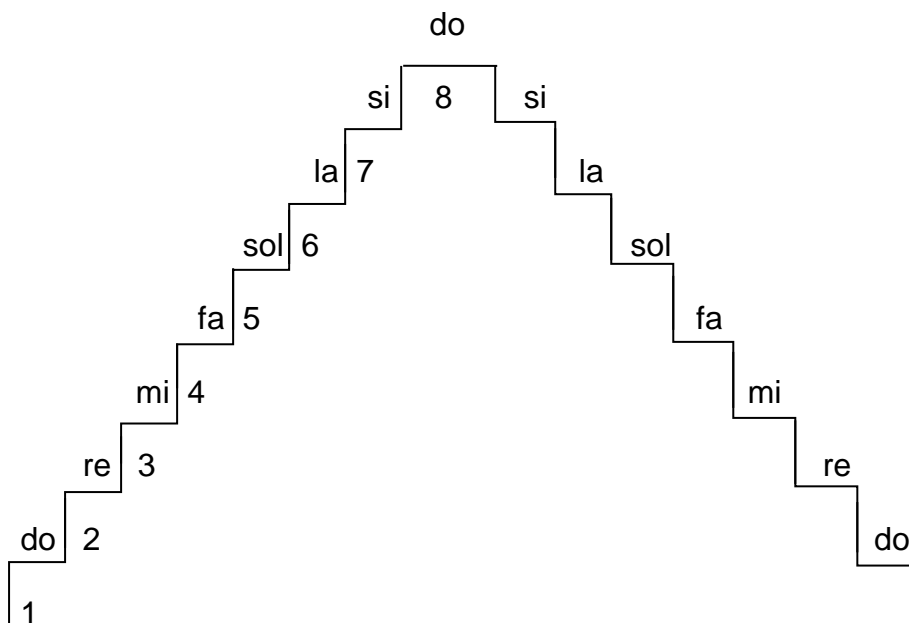 do
si 8 si
la 7 la
sol 6 sol
fa 5 fa
mi 4 mi
re 3 re
do 2 do
1